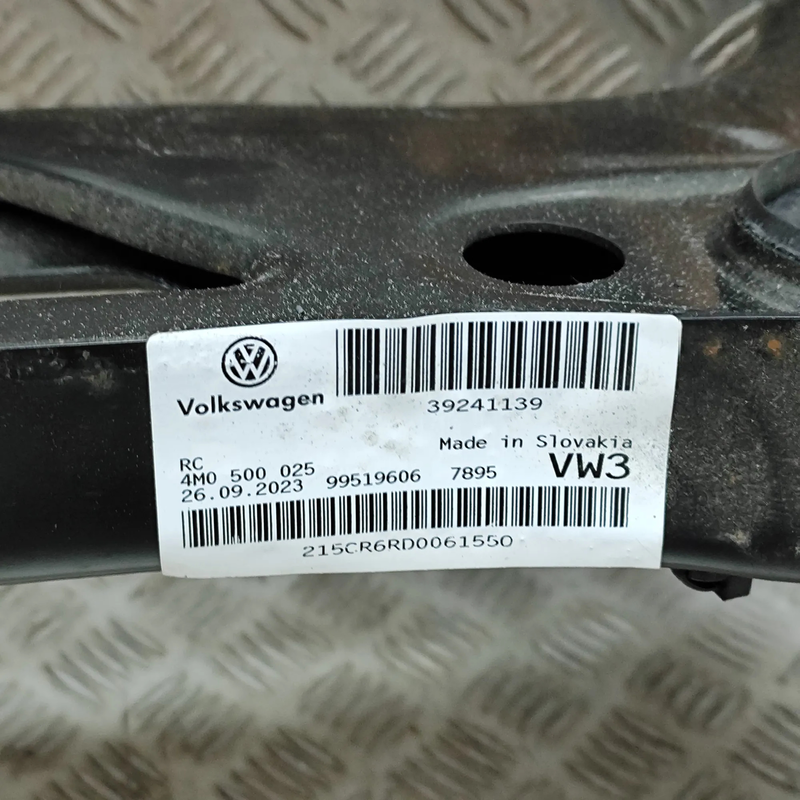 Volkswagen
39241139
Made in Slovakia
RC
4M0 500 025
26.09.2023 99519606 7895 VW3
215CR6RD0061550